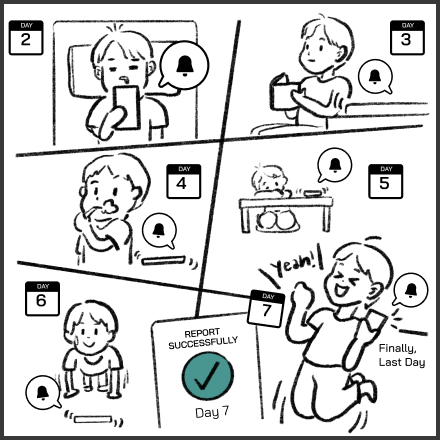 DAY
2
DAY
3
DAY
4
DAY
5
DAY
6
REPORT
SUCCESSFULLY
Day 7
DAY
7
Yeah!
Finally,
Last Day